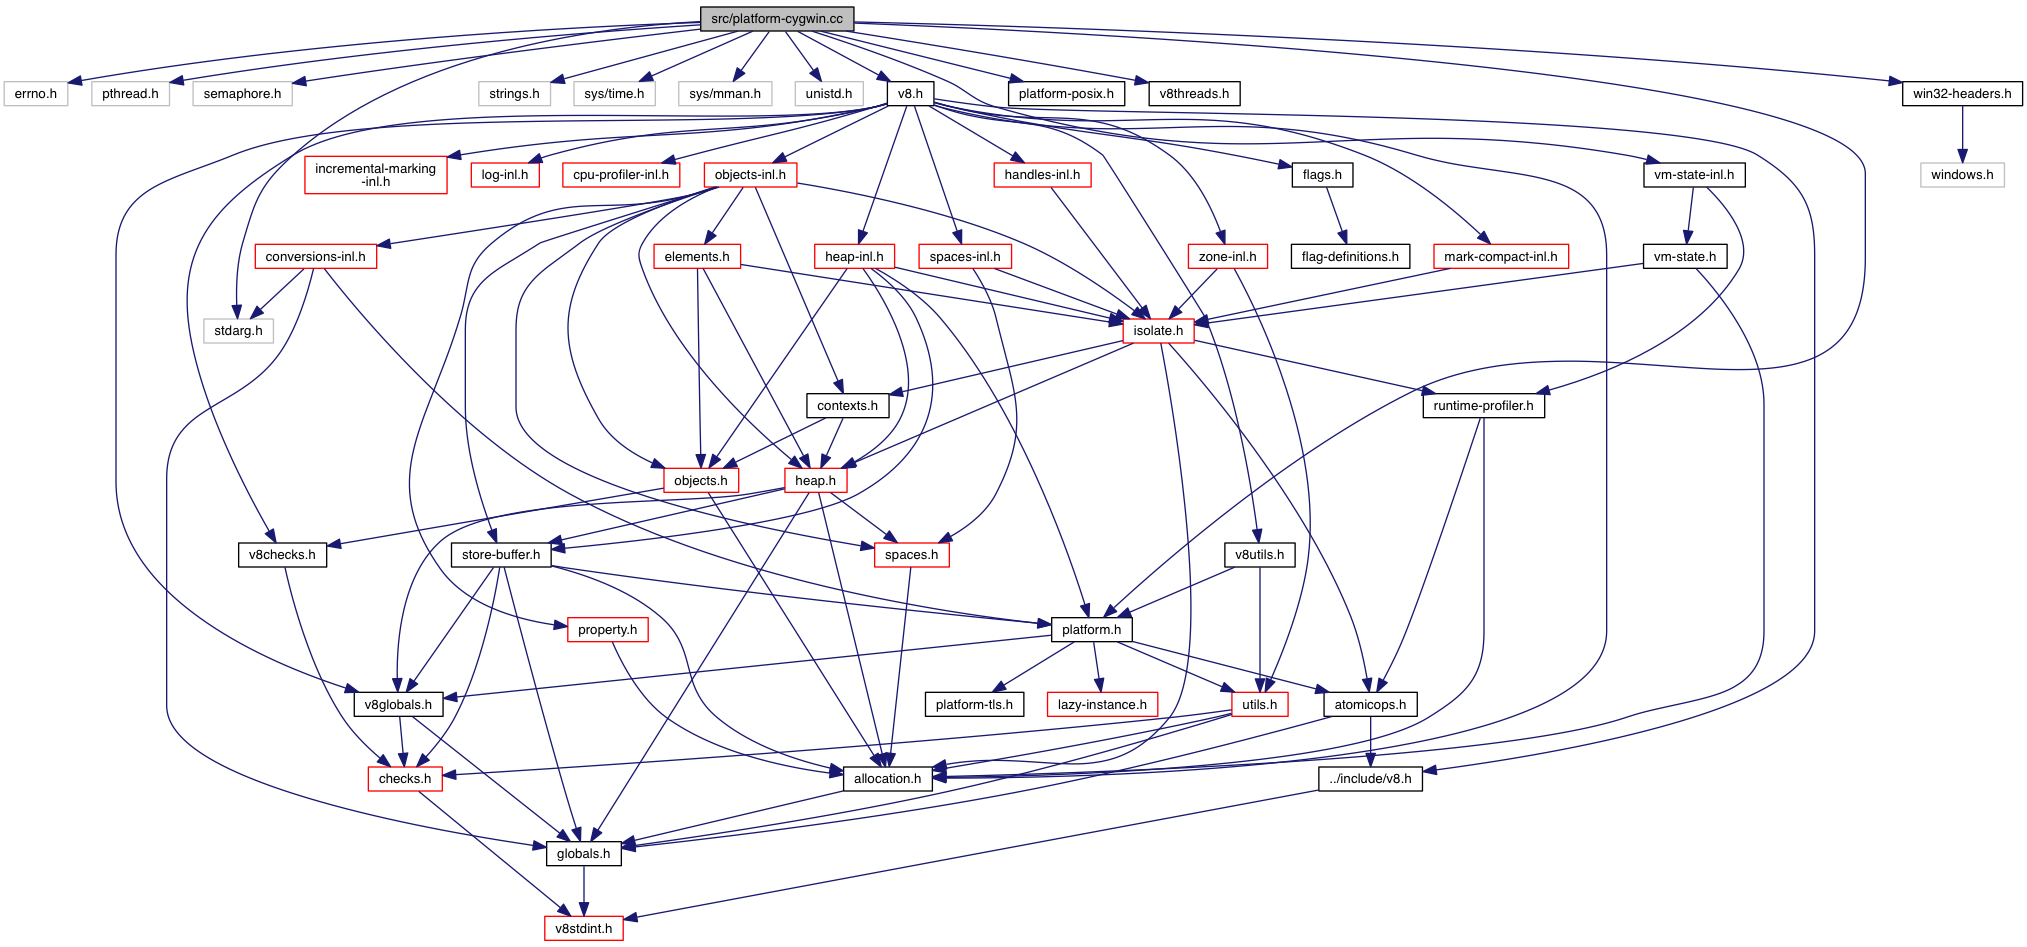 src/platform-cygwin.cc
errno.h
pthread.h
semaphore.h
strings.h
sys/time.h
sys/mman.h
unistd.h
v8.h
platform-posix.h
v8threads.h
win32-headers.h
incremental-marking
-inl.h
log-inl.h
cpu-profiler-inl.h
objects-inl.h
handles-inl.h
flags.h
vm-state-inl.h
windows.h
conversions-inl.h
elements.h
heap-inl.h
spaces-inl.h
zone-inl.h
flag-definitions.h
mark-compact-inl.h
vm-state.h
stdarg.h
isolate.h
contexts.h
runtime-profiler.h
objects.h
heap.h
v8checks.h
store-buffer.h
spaces.h
v8utils.h
property.h
platform.h
v8globals.h
platform-tls.h
lazy-instance.h
utils.h
atomicops.h
checks.h
allocation.h
../include/v8.h
globals.h
v8stdint.h